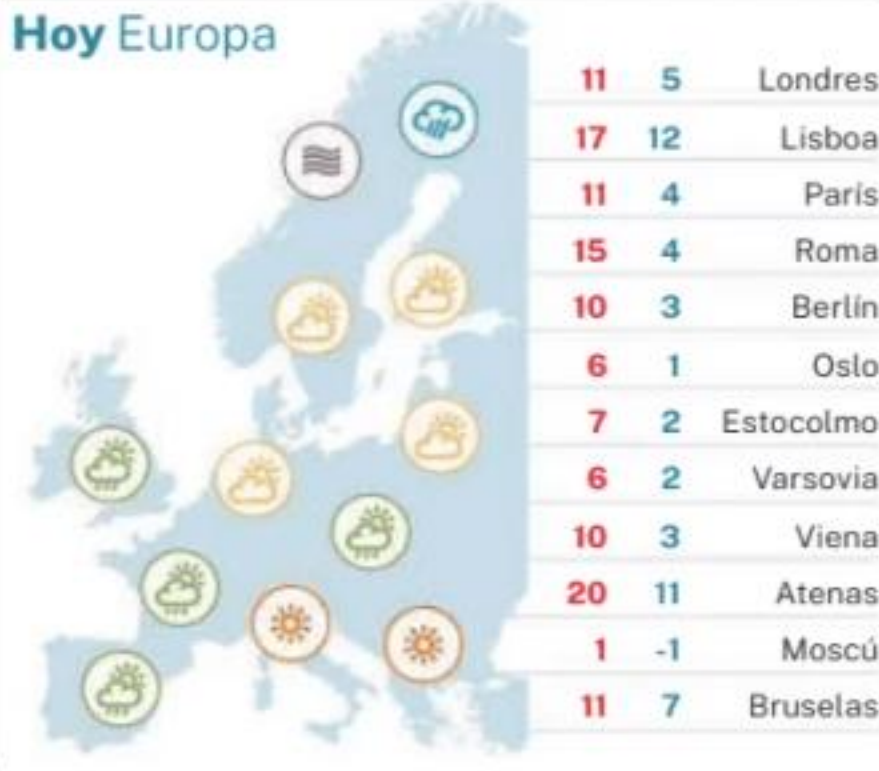 Hoy Europa
11 5 Londres
17 12 Lisboa
11 4 París
15 4 Roma
10 3 Berlín
6 1 Oslo
7 2 Estocolmo
6 2 Varsovia
10 3 Viena
20 11 Atenas
1 -1 Moscú
11 7 Bruselas